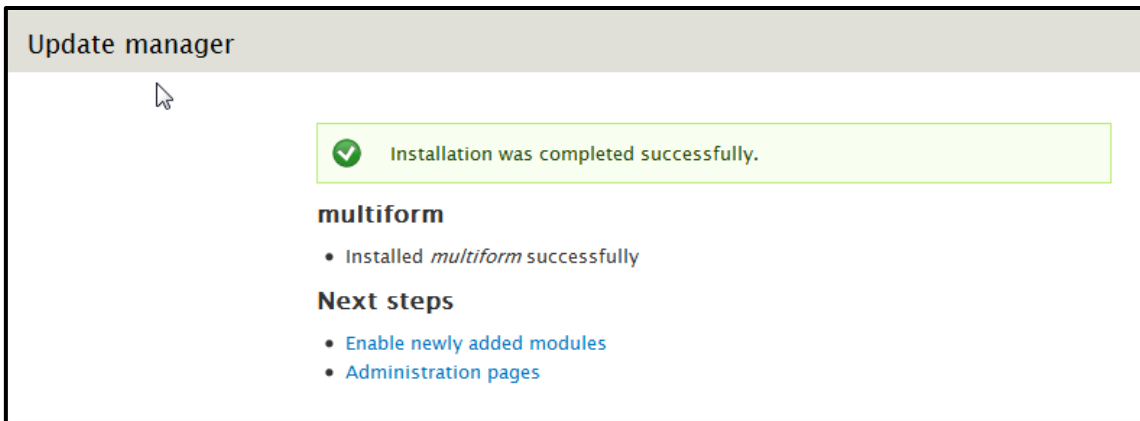 Update manager
Installation was completed successfully.
multiform
Installed multiform successfully
Next steps
Enable newly added modules
Administration pages